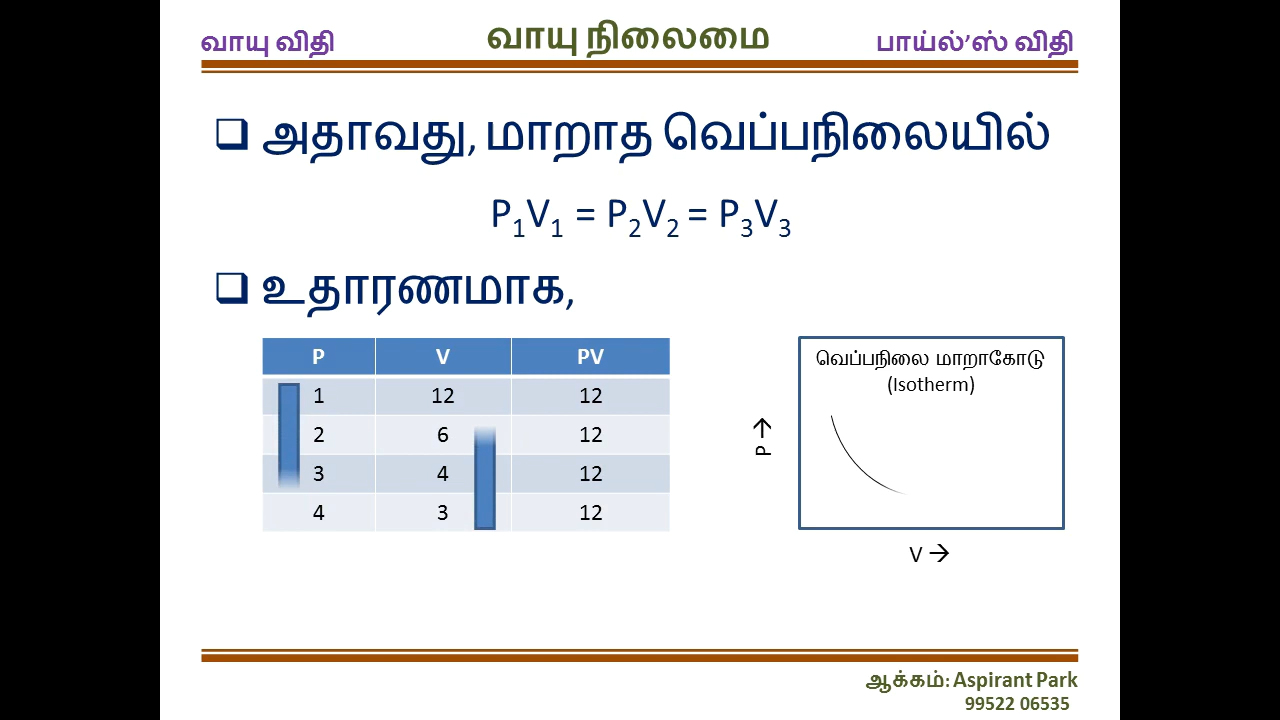 வாயு விதி வாயு நிலைமை பாய்ல்'ஸ் விதி
❑ அதாவது, மாறாத வெப்பநிலையில்
P₁V₁ = P₂V₂ = P₃V₃
❑ உதாரணமாக,
P V PV
1 12 12
2 6 12
3 4 12
4 3 12
வெப்பநிலை மாறாகோடு
(Isotherm)
P →
V →
ஆக்கம்: Aspirant Park
99522 06535